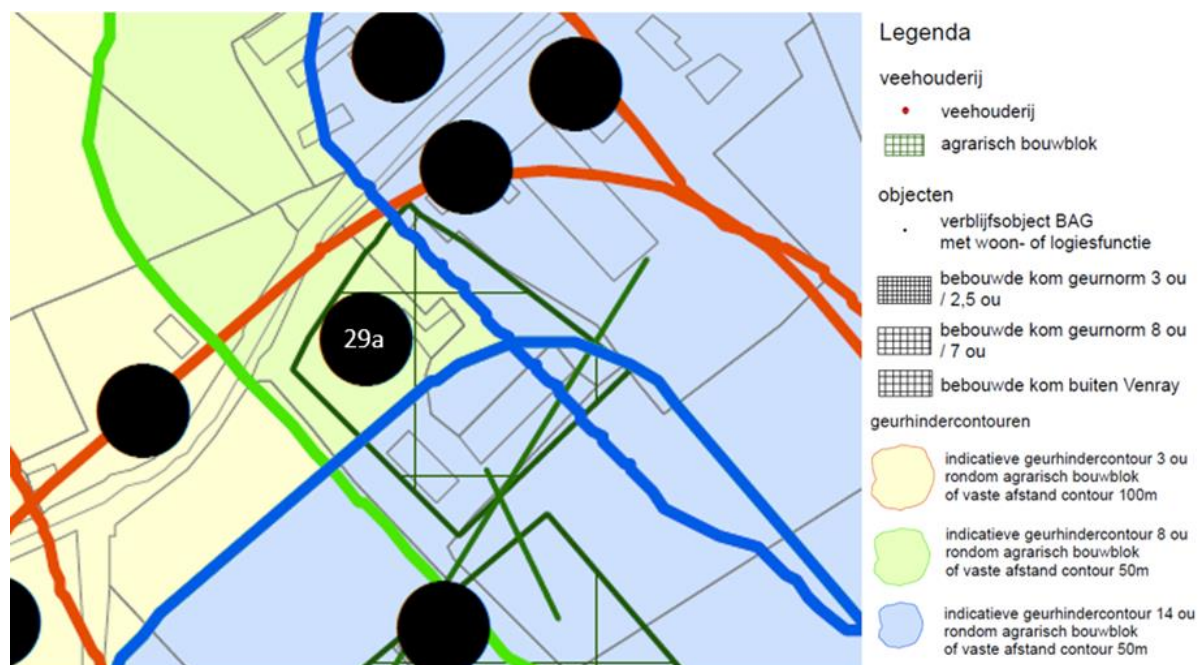 29a
Legenda
veehouderij
veehouderij
agrarisch bouwblok
objecten
verblijfsobject BAG
met woon- of logiesfunctie
bebouwde kom geurnorm 3 ou
/ 2,5 ou
bebouwde kom geurnorm 8 ou
/ 7 ou
bebouwde kom buiten Venray
geurhindercontouren
indicatieve geurhindercontour 3 ou
rondom agrarisch bouwblok
of vaste afstand contour 100m
indicatieve geurhindercontour 8 ou
rondom agrarisch bouwblok
of vaste afstand contour 50m
indicatieve geurhindercontour 14 ou
rondom agrarisch bouwblok
of vaste afstand contour 50m